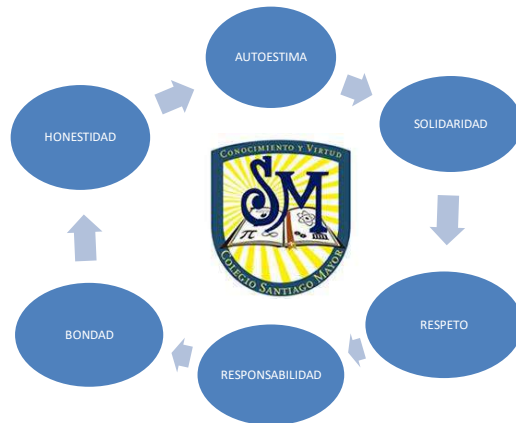 AUTOESTIMA
SOLIDARIDAD
RESPETO
RESPONSABILIDAD
BONDAD
HONESTIDAD
CONOCIMIENTO Y VIRTUD
SM
π ∞
COLEGIO SANTIAGO MAYOR